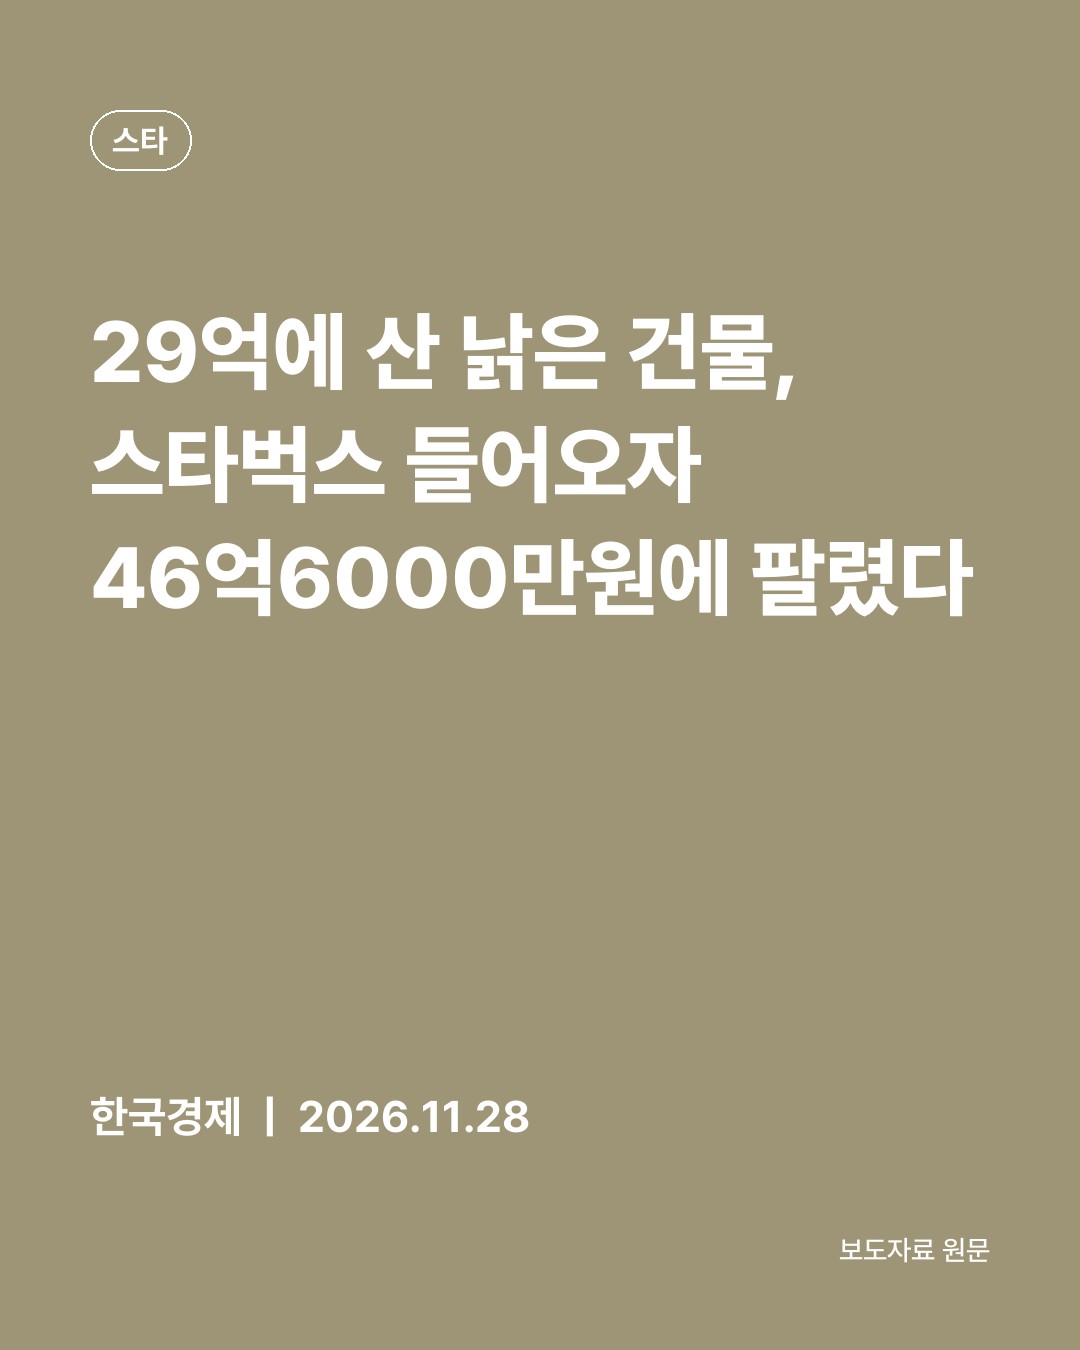 스타
29억에 산 낡은 건물,
스타벅스 들어오자
46억6000만원에 팔렸다
한국경제 | 2026.11.28
보도자료 원문